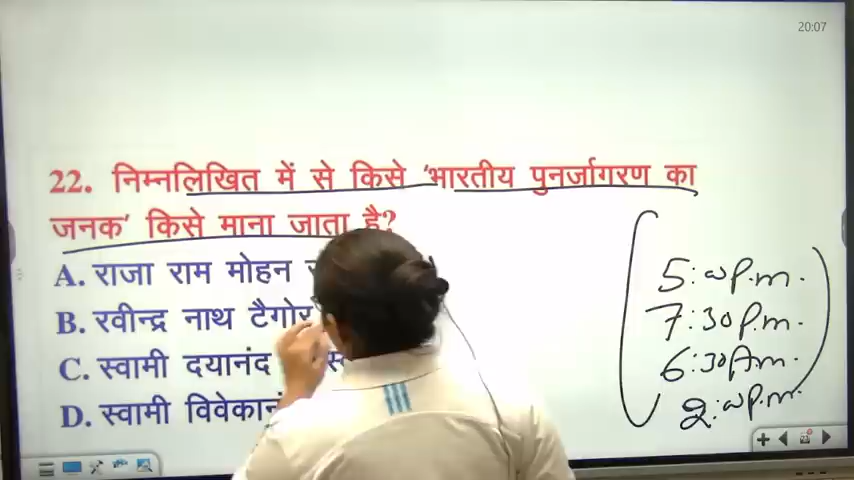 20:07
22. निम्नलिखित में से किसे 'भारतीय पुनर्जागरण का
जनक' किसे माना जाता है?
A. राजा राम मोहन
B. रवीन्द्र नाथ टैगोर
C. स्वामी दयानंद
D. स्वामी
5:00 P.m.
7:30 P.m.
6:30 A.m.
2:00 P.m.